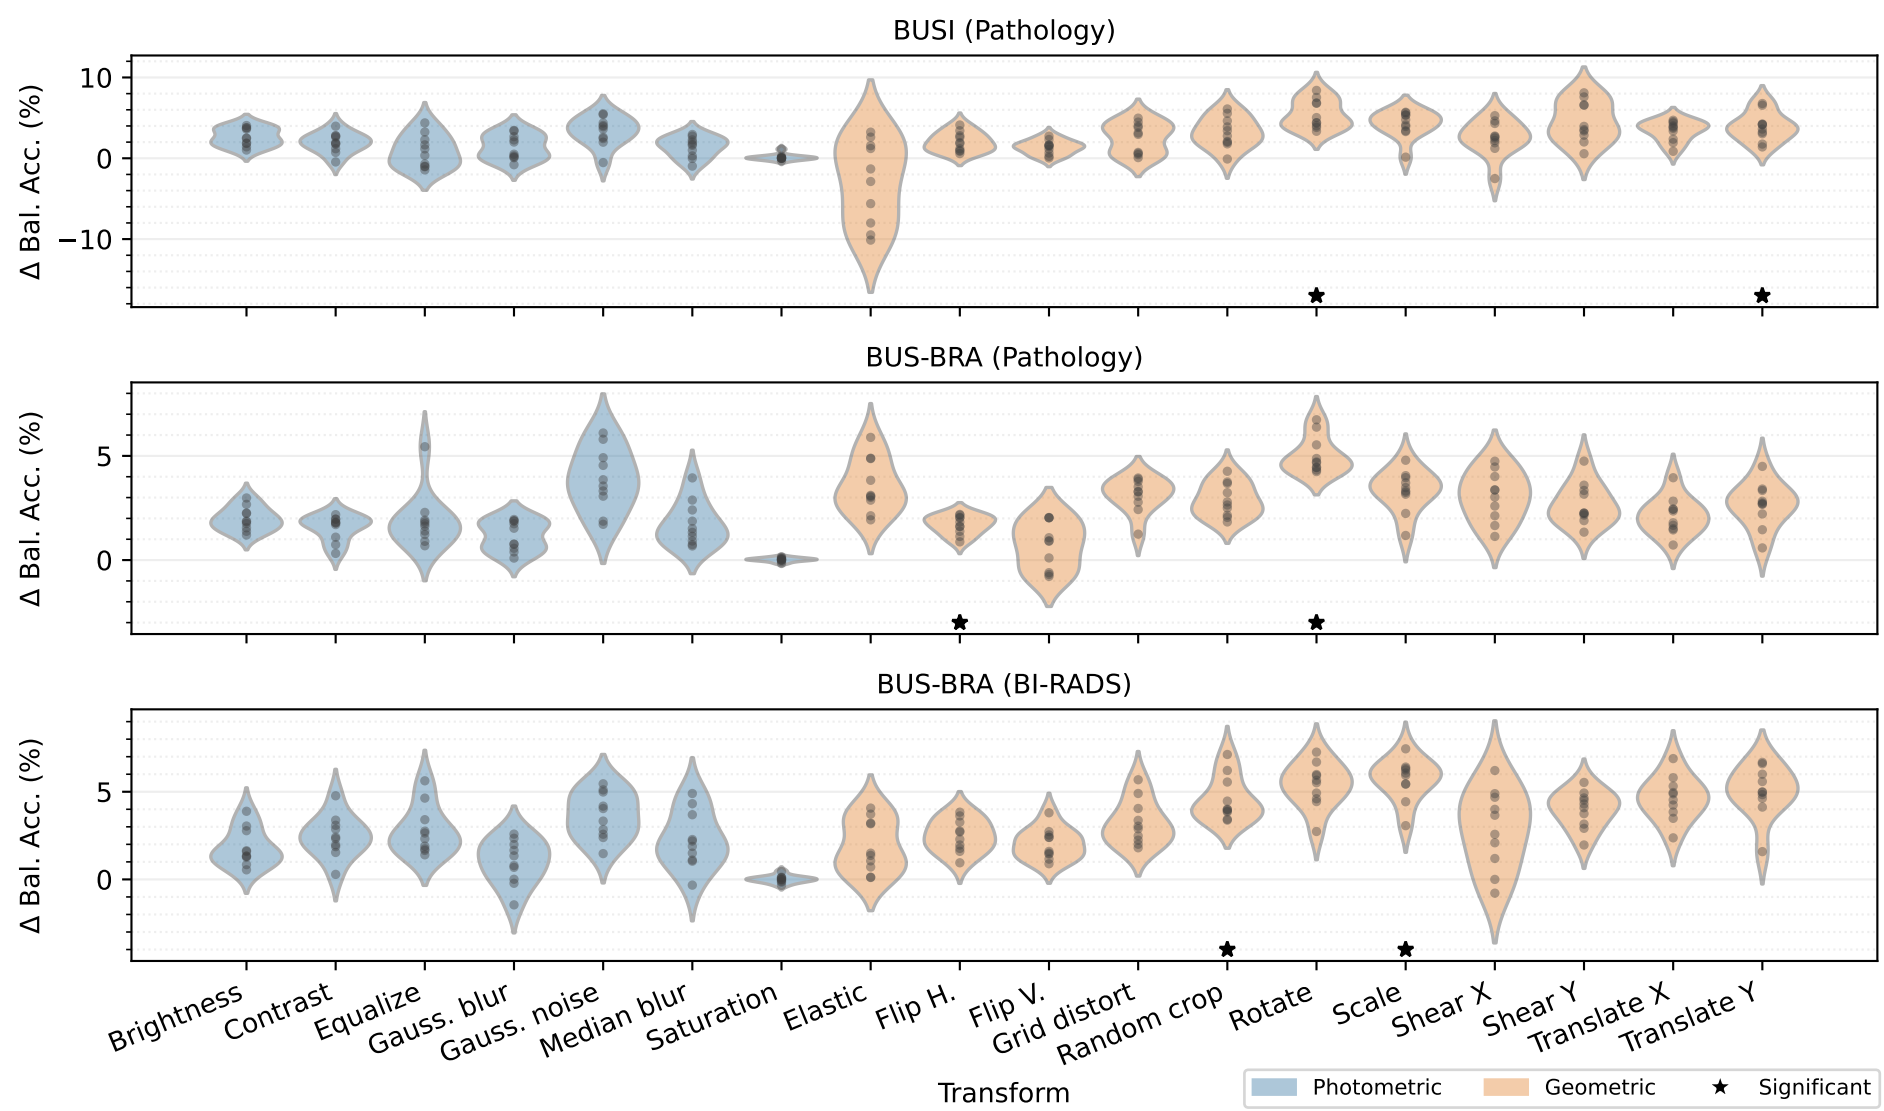 BUSI (Pathology)
Δ Bal. Acc. (%)
10
0
−10
BUS-BRA (Pathology)
Δ Bal. Acc. (%)
5
0
BUS-BRA (BI-RADS)
Δ Bal. Acc. (%)
5
0
Brightness
Contrast
Equalize
Gauss. blur
Gauss. noise
Median blur
Saturation
Elastic
Flip H.
Flip V.
Grid distort
Random crop
Rotate
Scale
Shear X
Shear Y
Translate X
Translate Y
Transform
Photometric
Geometric
Significant